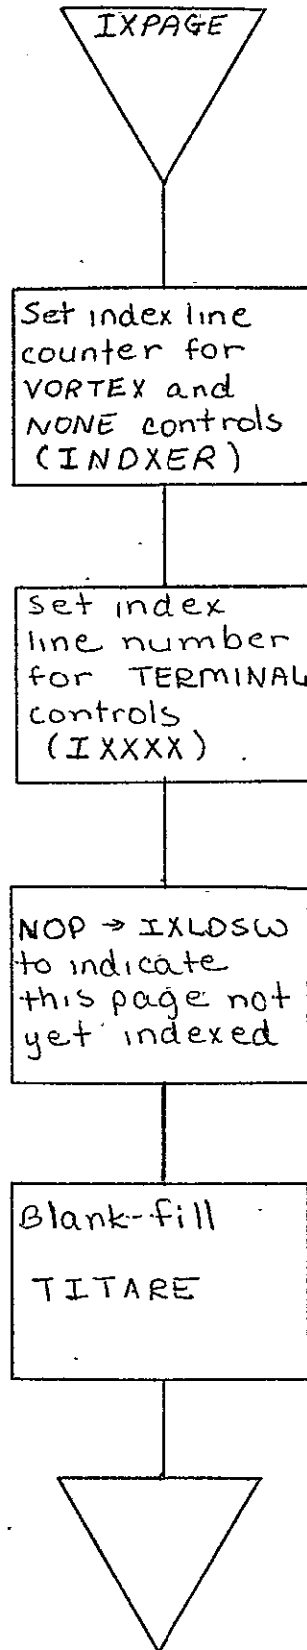 IXPAGE
Set index line
counter for
VORTEX and
NONE controls
(INDXER)
Set index
line number
for TERMINAL
controls
(IXXXX)
NOP → IXLDSW
to indicate
this page not
yet indexed
Blank-fill
TITARE